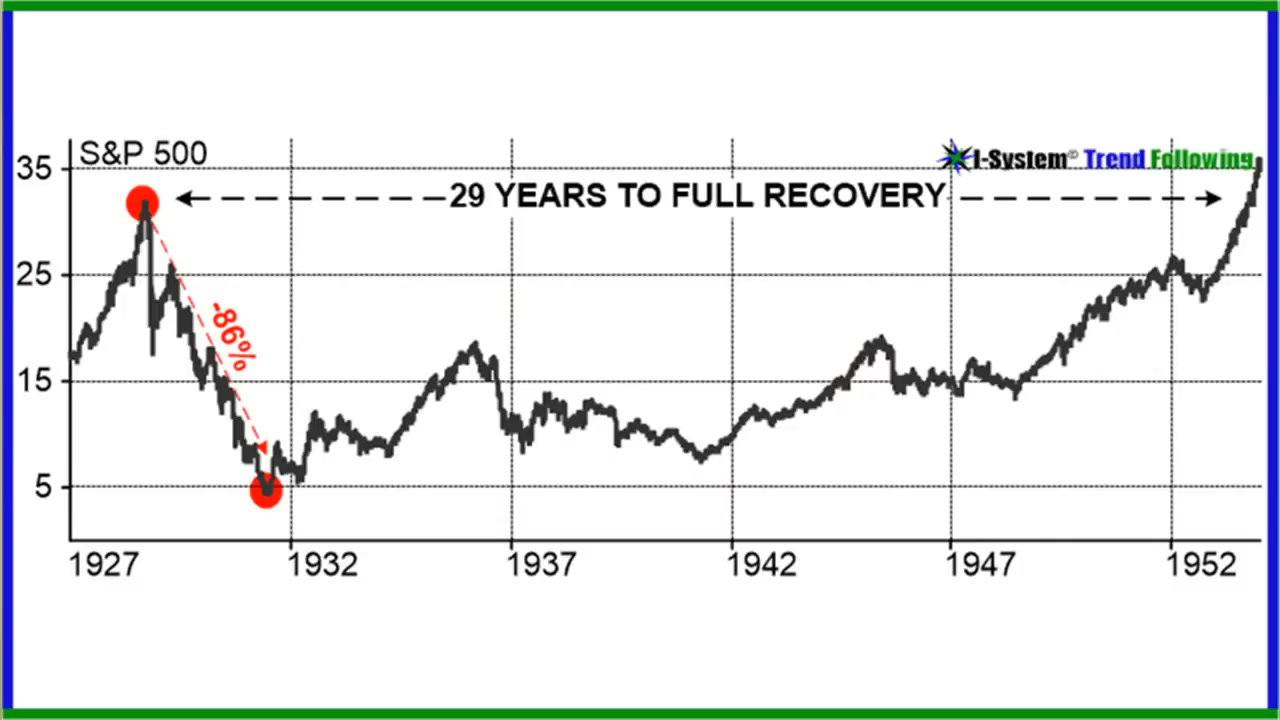 S&P 500
I-System© Trend Following
35
29 YEARS TO FULL RECOVERY
25
-86%
15
5
1927 1932 1937 1942 1947 1952